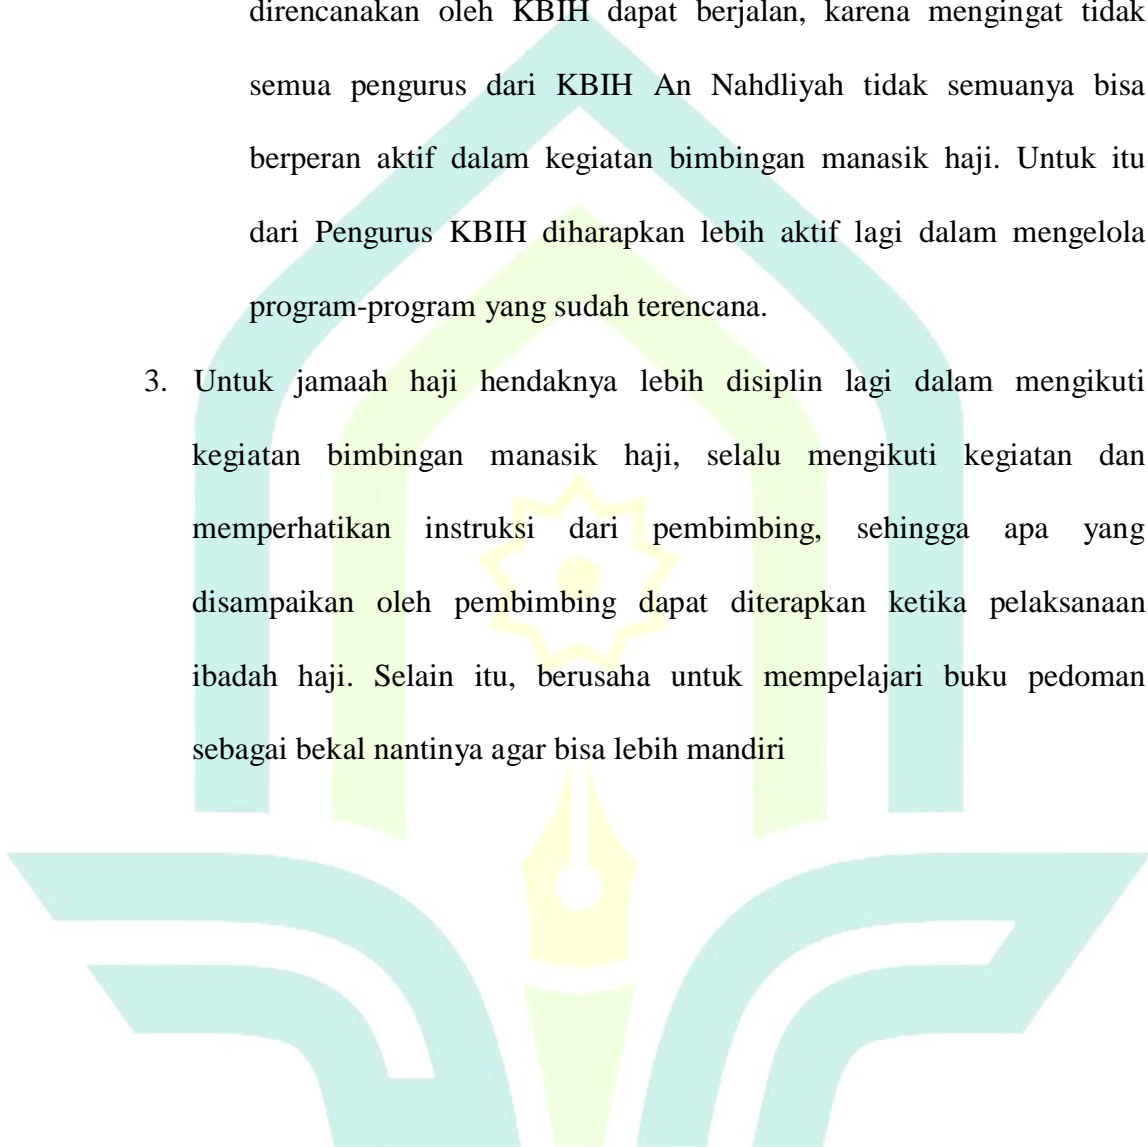 direncanakan oleh KBIH dapat berjalan, karena mengingat tidak
semua pengurus dari KBIH An Nahdliyah tidak semuanya bisa
berperan aktif dalam kegiatan bimbingan manasik haji. Untuk itu
dari Pengurus KBIH diharapkan lebih aktif lagi dalam mengelola
program-program yang sudah terencana.
3. Untuk jamaah haji hendaknya lebih disiplin lagi dalam mengikuti
kegiatan bimbingan manasik haji, selalu mengikuti kegiatan dan
memperhatikan instruksi dari pembimbing, sehingga apa yang
disampaikan oleh pembimbing dapat diterapkan ketika pelaksanaan
ibadah haji. Selain itu, berusaha untuk mempelajari buku pedoman
sebagai bekal nantinya agar bisa lebih mandiri